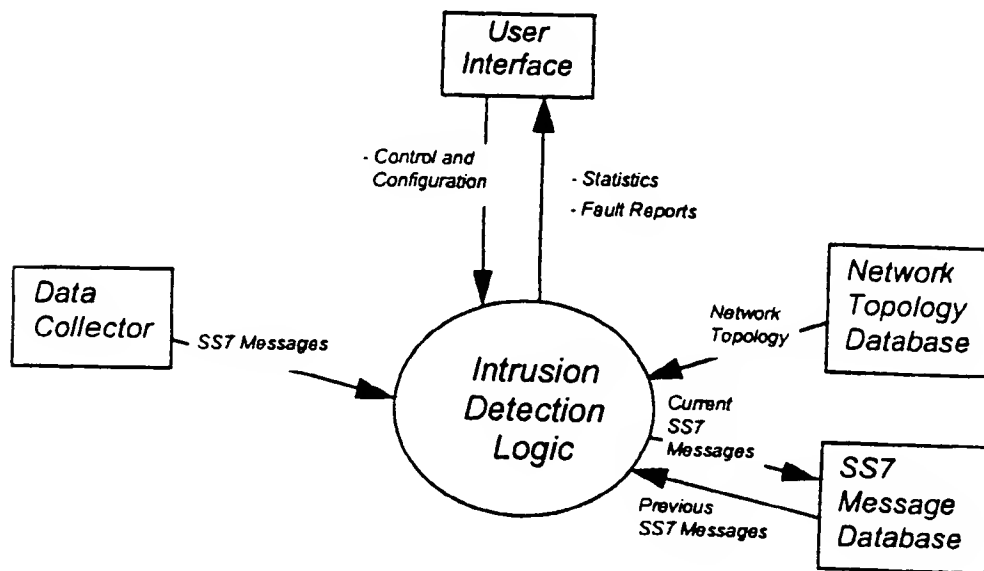 User
Interface
- Control and
Configuration
- Statistics
- Fault Reports
Data
Collector
SS7 Messages
Network
Topology
Network
Topology
Database
Intrusion
Detection
Logic
Current
SS7
Messages
Previous
SS7 Messages
SS7
Message
Database